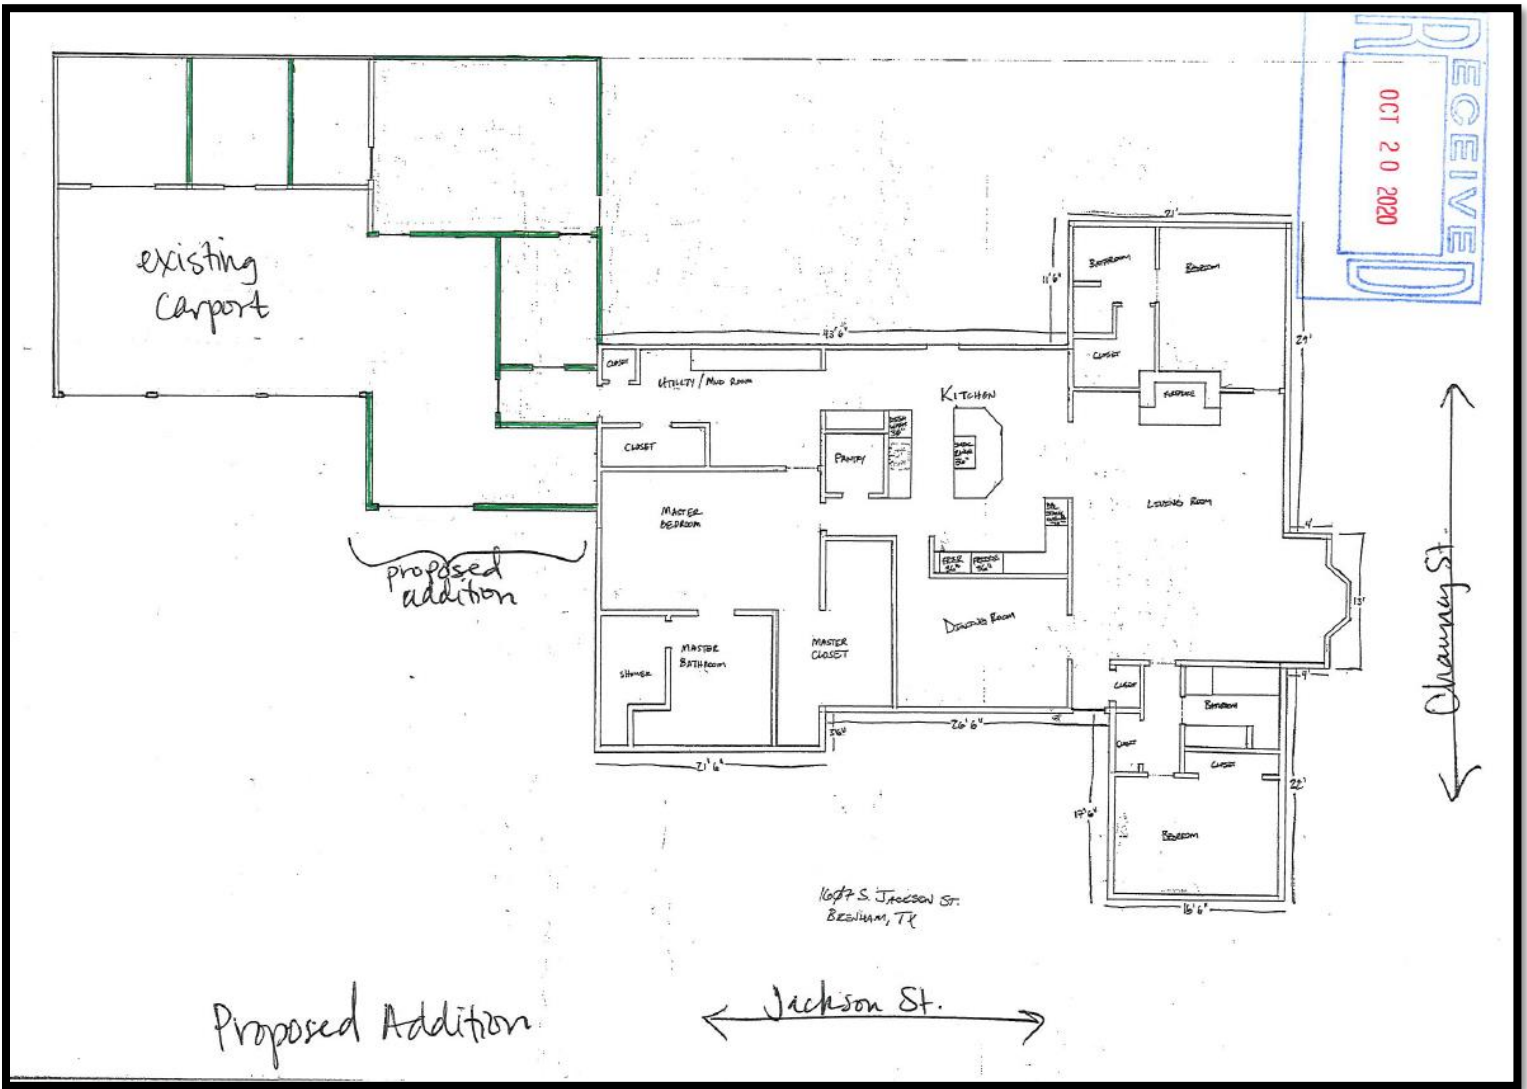 RECEIVED
OCT 20 2020
existing
Carport
proposed
addition
21'
11'6"
BATHROOM
BEDROOM
CLOSET
29'
43'6"
CLOSET
UTILITY / MUD ROOM
KITCHEN
FIREPLACE
CLOSET
PANTRY
MASTER
BEDROOM
LIVING ROOM
4'
13'
4'
DINING ROOM
MASTER
CLOSET
SHOWER
MASTER
BATHROOM
CLOSET
BATHROOM
CLOSET
CLOSET
26'6"
21'6"
22'
17'6"
BEDROOM
16'6"
Chauncy St.
1607 S. JACKSON ST.
BRENHAM, TX
Proposed Addition
Jackson St.